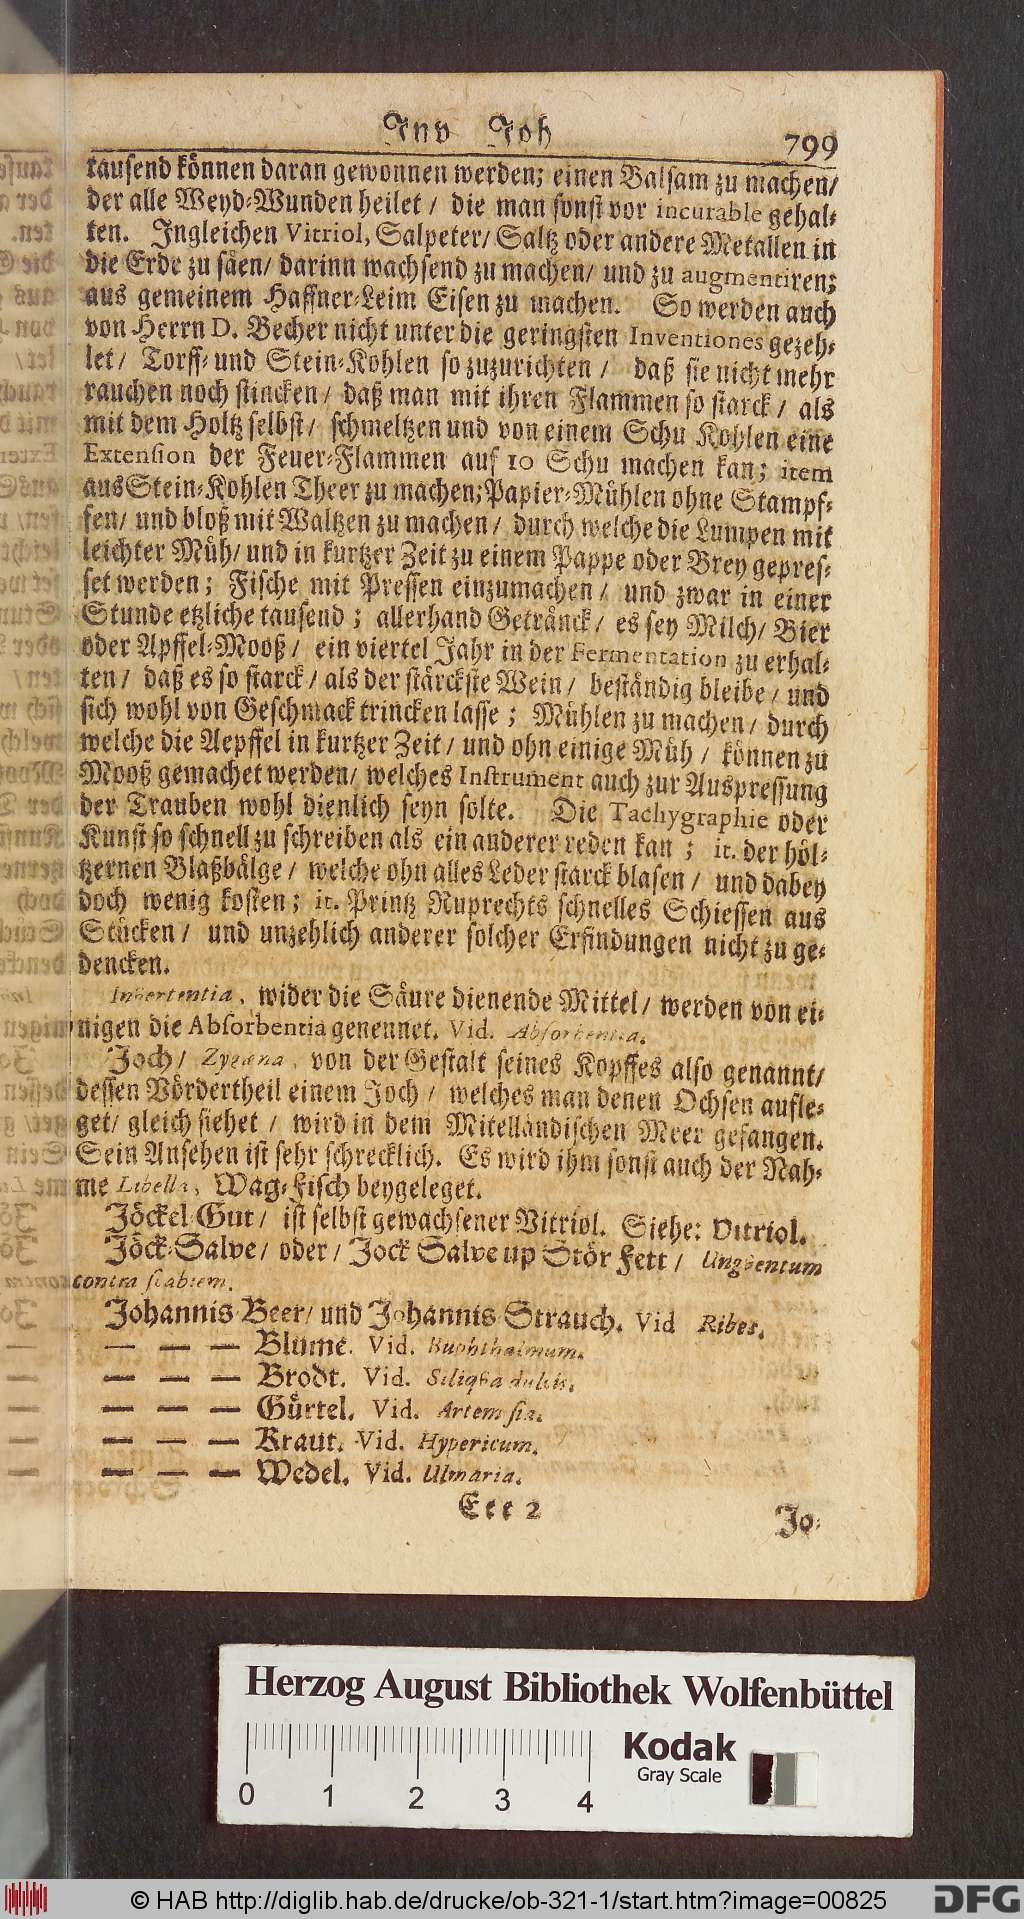 Inv Joh
799
tausend können daran gewonnen werden; einen Balsam zu machen/
der alle Weyd-Wunden heilet / die man sonst vor incurable gehal-
ten. Ingleichen Vitriol, Salpeter/ Saltz oder andere Metallen in
die Erde zu säen/ darinn wachsend zu machen/ und zu augmentiren;
aus gemeinem Haffner-Leim Eisen zu machen. So werden auch
von Herrn D. Becher nicht unter die geringsten Inventiones gezeh-
let/ Torff- und Stein-Kohlen so zuzurichten / daß sie nicht mehr
rauchen noch stincken/ daß man mit ihren Flammen so starck/ als
mit dem Holtz selbst/ schmeltzen und von einem Schu Kohlen eine
Extension der Feuer-Flammen auf 10 Schu machen kan; item
aus Stein-Kohlen Theer zu machen; Papier-Mühlen ohne Stampf-
fen/ und bloß mit Waltzen zu machen/ durch welche die Lumpen mit
leichter Müh/ und in kurtzer Zeit zu einem Pappe oder Brey gepres-
set werden; Fische mit Pressen einzumachen/ und zwar in einer
Stunde etzliche tausend; allerhand GeträncK/ es sey Milch/ Bier
oder Apffel-Mooß/ ein viertel Jahr in der Fermentation zu erhal-
ten/ daß es so starck/ als der stärckste Wein/ beständig bleibe/ und
sich wohl von Geschmack trincken lasse; Mühlen zu machen/ durch
welche die Aepffel in kurtzer Zeit/ und ohn einige Müh/ können zu
Mooß gemachet werden/ welches Instrument auch zur Auspressung
der Trauben wohl dienlich seyn solte. Die Tachygraphie oder
Kunst so schnell zu schreiben als ein anderer reden kan; it. der höl-
tzernen Blaßbälge/ welche ohn alles Leder starck blasen/ und dabey
doch wenig kosten; it. Printz Ruprechts schnelles Schiessen aus
Stücken/ und unzehlich anderer solcher Erfindungen nicht zu ge-
dencken.
Invertentia, wider die Säure dienende Mittel/ werden von ei-
nigen die Absorbentia genennet. Vid. Absorbentia.
Joch/ Zygæna, von der Gestalt seines Kopffes also genannt/
dessen Vördertheil einem Joch/ welches man denen Ochsen aufle-
get/ gleich siehet/ wird in dem Mitelländischen Meer gefangen.
Sein Ansehen ist sehr schrecklich. Es wird ihm sonst auch der Nah-
me Libella, Wag-Fisch beygeleget.
Jöckel-Gut/ ist selbst gewachsener Vitriol. Siehe: Vitriol.
Jöck-Salve/ oder/ Jock Salve up Stör Fett/ Unguentum
contra scabiem.
Johannis-Beer/ und Johannis-Strauch. Vid Ribes.
— — — Blume. Vid. Buphthalmum.
— — — Brodt. Vid. Siliqua dulcis.
— — — Gürtel. Vid. Artemisia.
— — — Kraut. Vid. Hypericum.
— — — Wedel. Vid. Ulmaria.
Eee 2
Jo-
Herzog August Bibliothek Wolfenbüttel
0 1 2 3 4
Kodak
Gray Scale
© HAB http://diglib.hab.de/drucke/ob-321-1/start.htm?image=00825
DFG